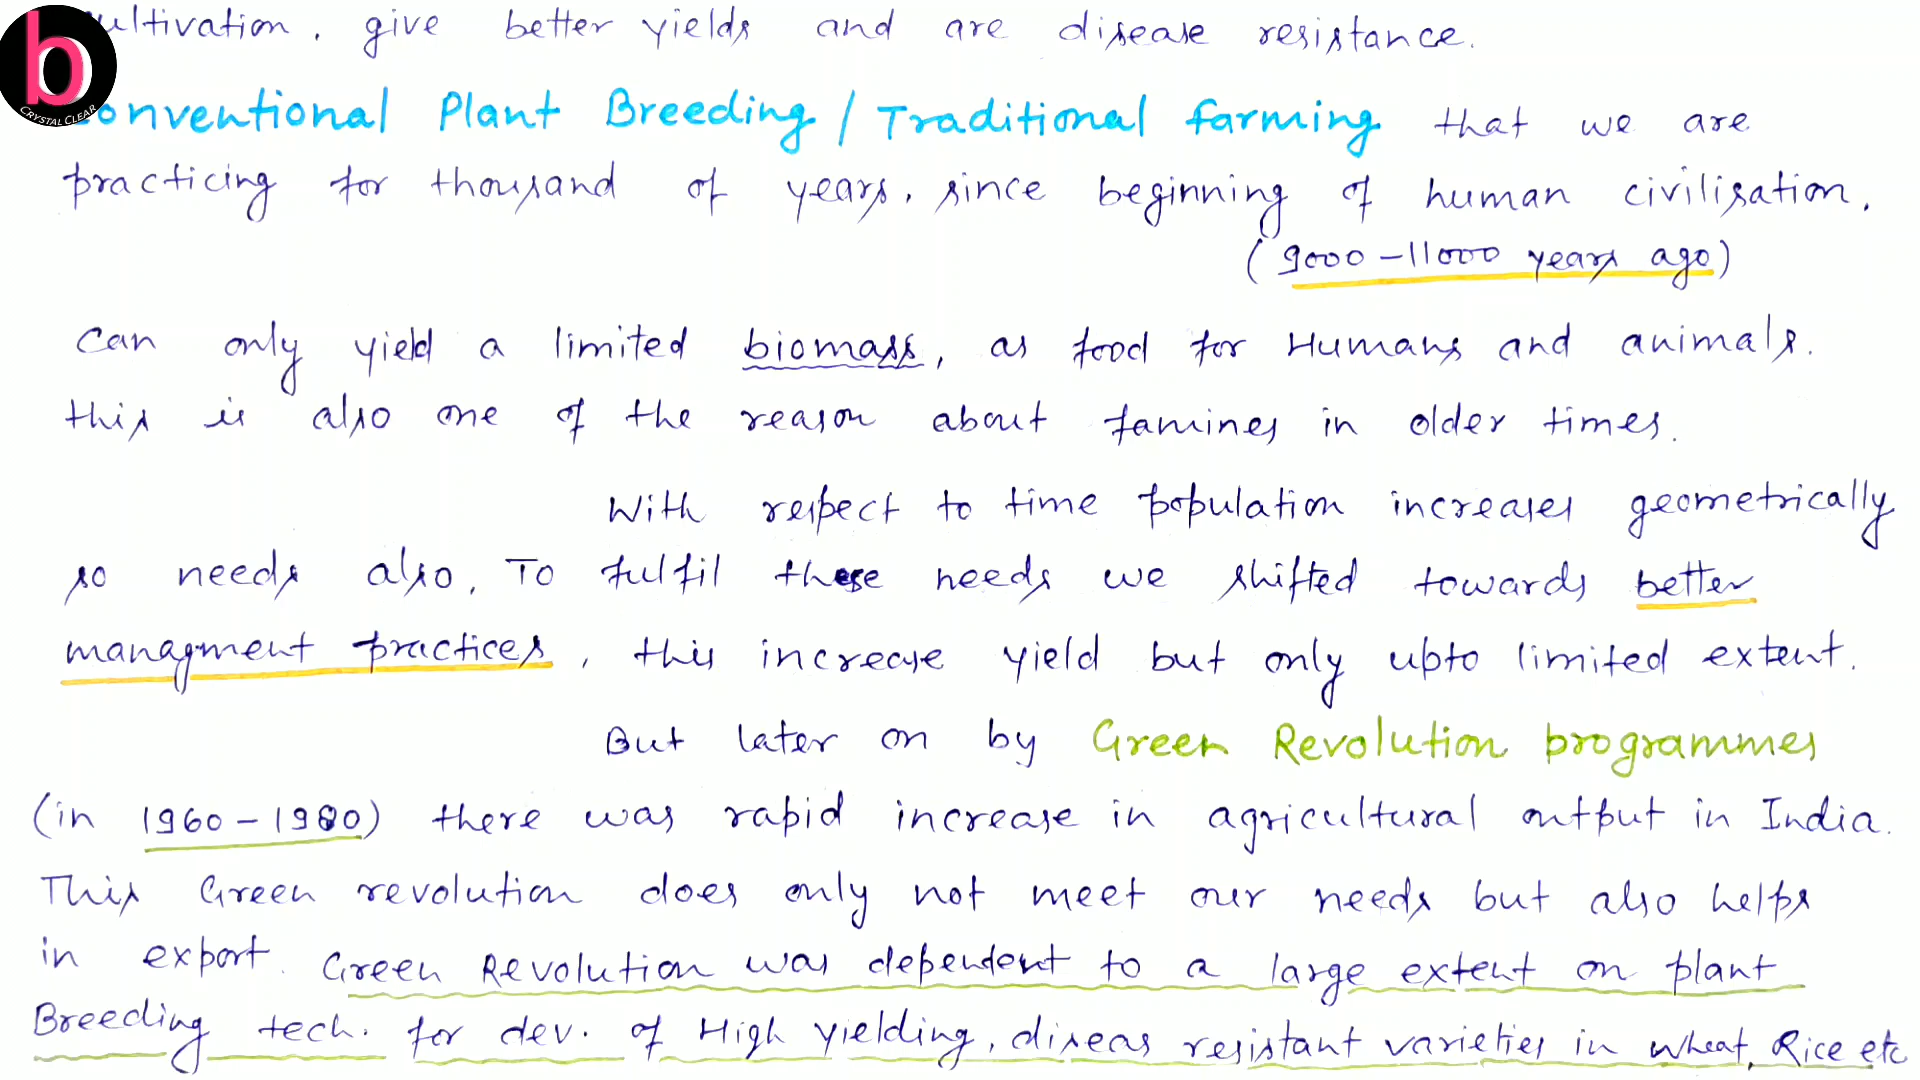 ultivation, give better yields and are disease resistance.
b
CRYSTAL CLEAR
onventional Plant Breeding / Traditional farming that we are
practicing for thousand of years, since beginning of human civilisation.
(9000-11000 years ago)
Can only yield a limited biomass, as food for Humans and animals.
this is also one of the reason about famines in older times.
With respect to time population increases geometrically
so needs also, To fulfil these needs we shifted towards better
managment practices, this increase yield but only upto limited extent.
But later on by Green Revolution programmes
(in 1960-1980) there was rapid increase in agricultural output in India.
This Green revolution does only not meet our needs but also helps
in export. Green Revolution was dependent to a large extent on plant
Breeding tech. for dev. of High yielding, diseas resistant varieties in wheat, Rice etc